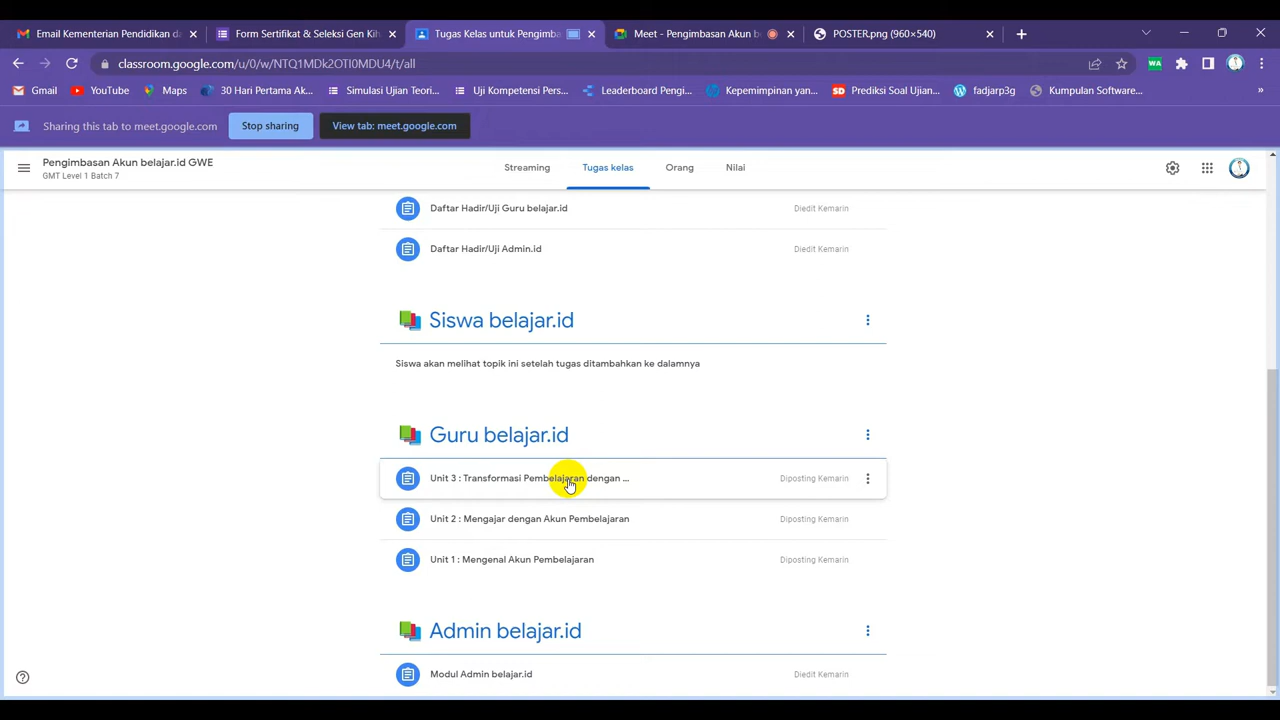 Email Kementerian Pendidikan da
Form Sertifikat & Seleksi Gen Kih
Tugas Kelas untuk Pengimba
Meet - Pengimbasan Akun b
POSTER.png (960×540)
classroom.google.com/u/0/w/NTQ1MDk2OTI0MDU4/t/all
WA
Gmail
YouTube
Maps
30 Hari Pertama Ak...
Simulasi Ujian Teori...
Uji Kompetensi Pers...
Leaderboard Pengi...
Kepemimpinan yan...
SD
Prediksi Soal Ujian...
fadjarp3g
Kumpulan Software...
»
Sharing this tab to meet.google.com
Stop sharing
View tab: meet.google.com
Pengimbasan Akun belajar.id GWE
GMT Level 1 Batch 7
Streaming
Tugas kelas
Orang
Nilai
Daftar Hadir/Uji Guru belajar.id
Diedit Kemarin
Daftar Hadir/Uji Admin.id
Diedit Kemarin
Siswa belajar.id
Siswa akan melihat topik ini setelah tugas ditambahkan ke dalamnya
Guru belajar.id
Unit 3 : Transformasi Pembelajaran dengan ...
Diposting Kemarin
Unit 2 : Mengajar dengan Akun Pembelajaran
Diposting Kemarin
Unit 1 : Mengenal Akun Pembelajaran
Diposting Kemarin
Admin belajar.id
Modul Admin belajar.id
Diedit Kemarin